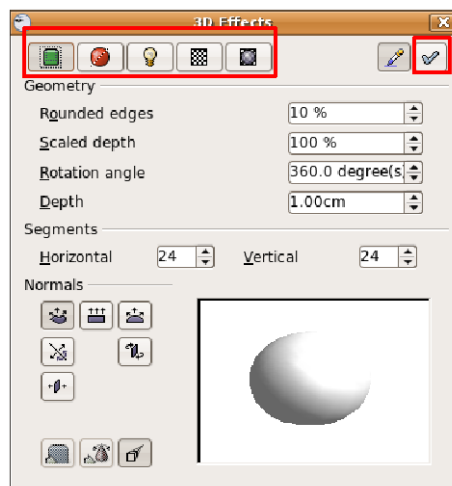 3D Effects
Geometry
Rounded edges 10 %
Scaled depth 100 %
Rotation angle 360.0 degree(s)
Depth 1.00cm
Segments
Horizontal 24 Vertical 24
Normals